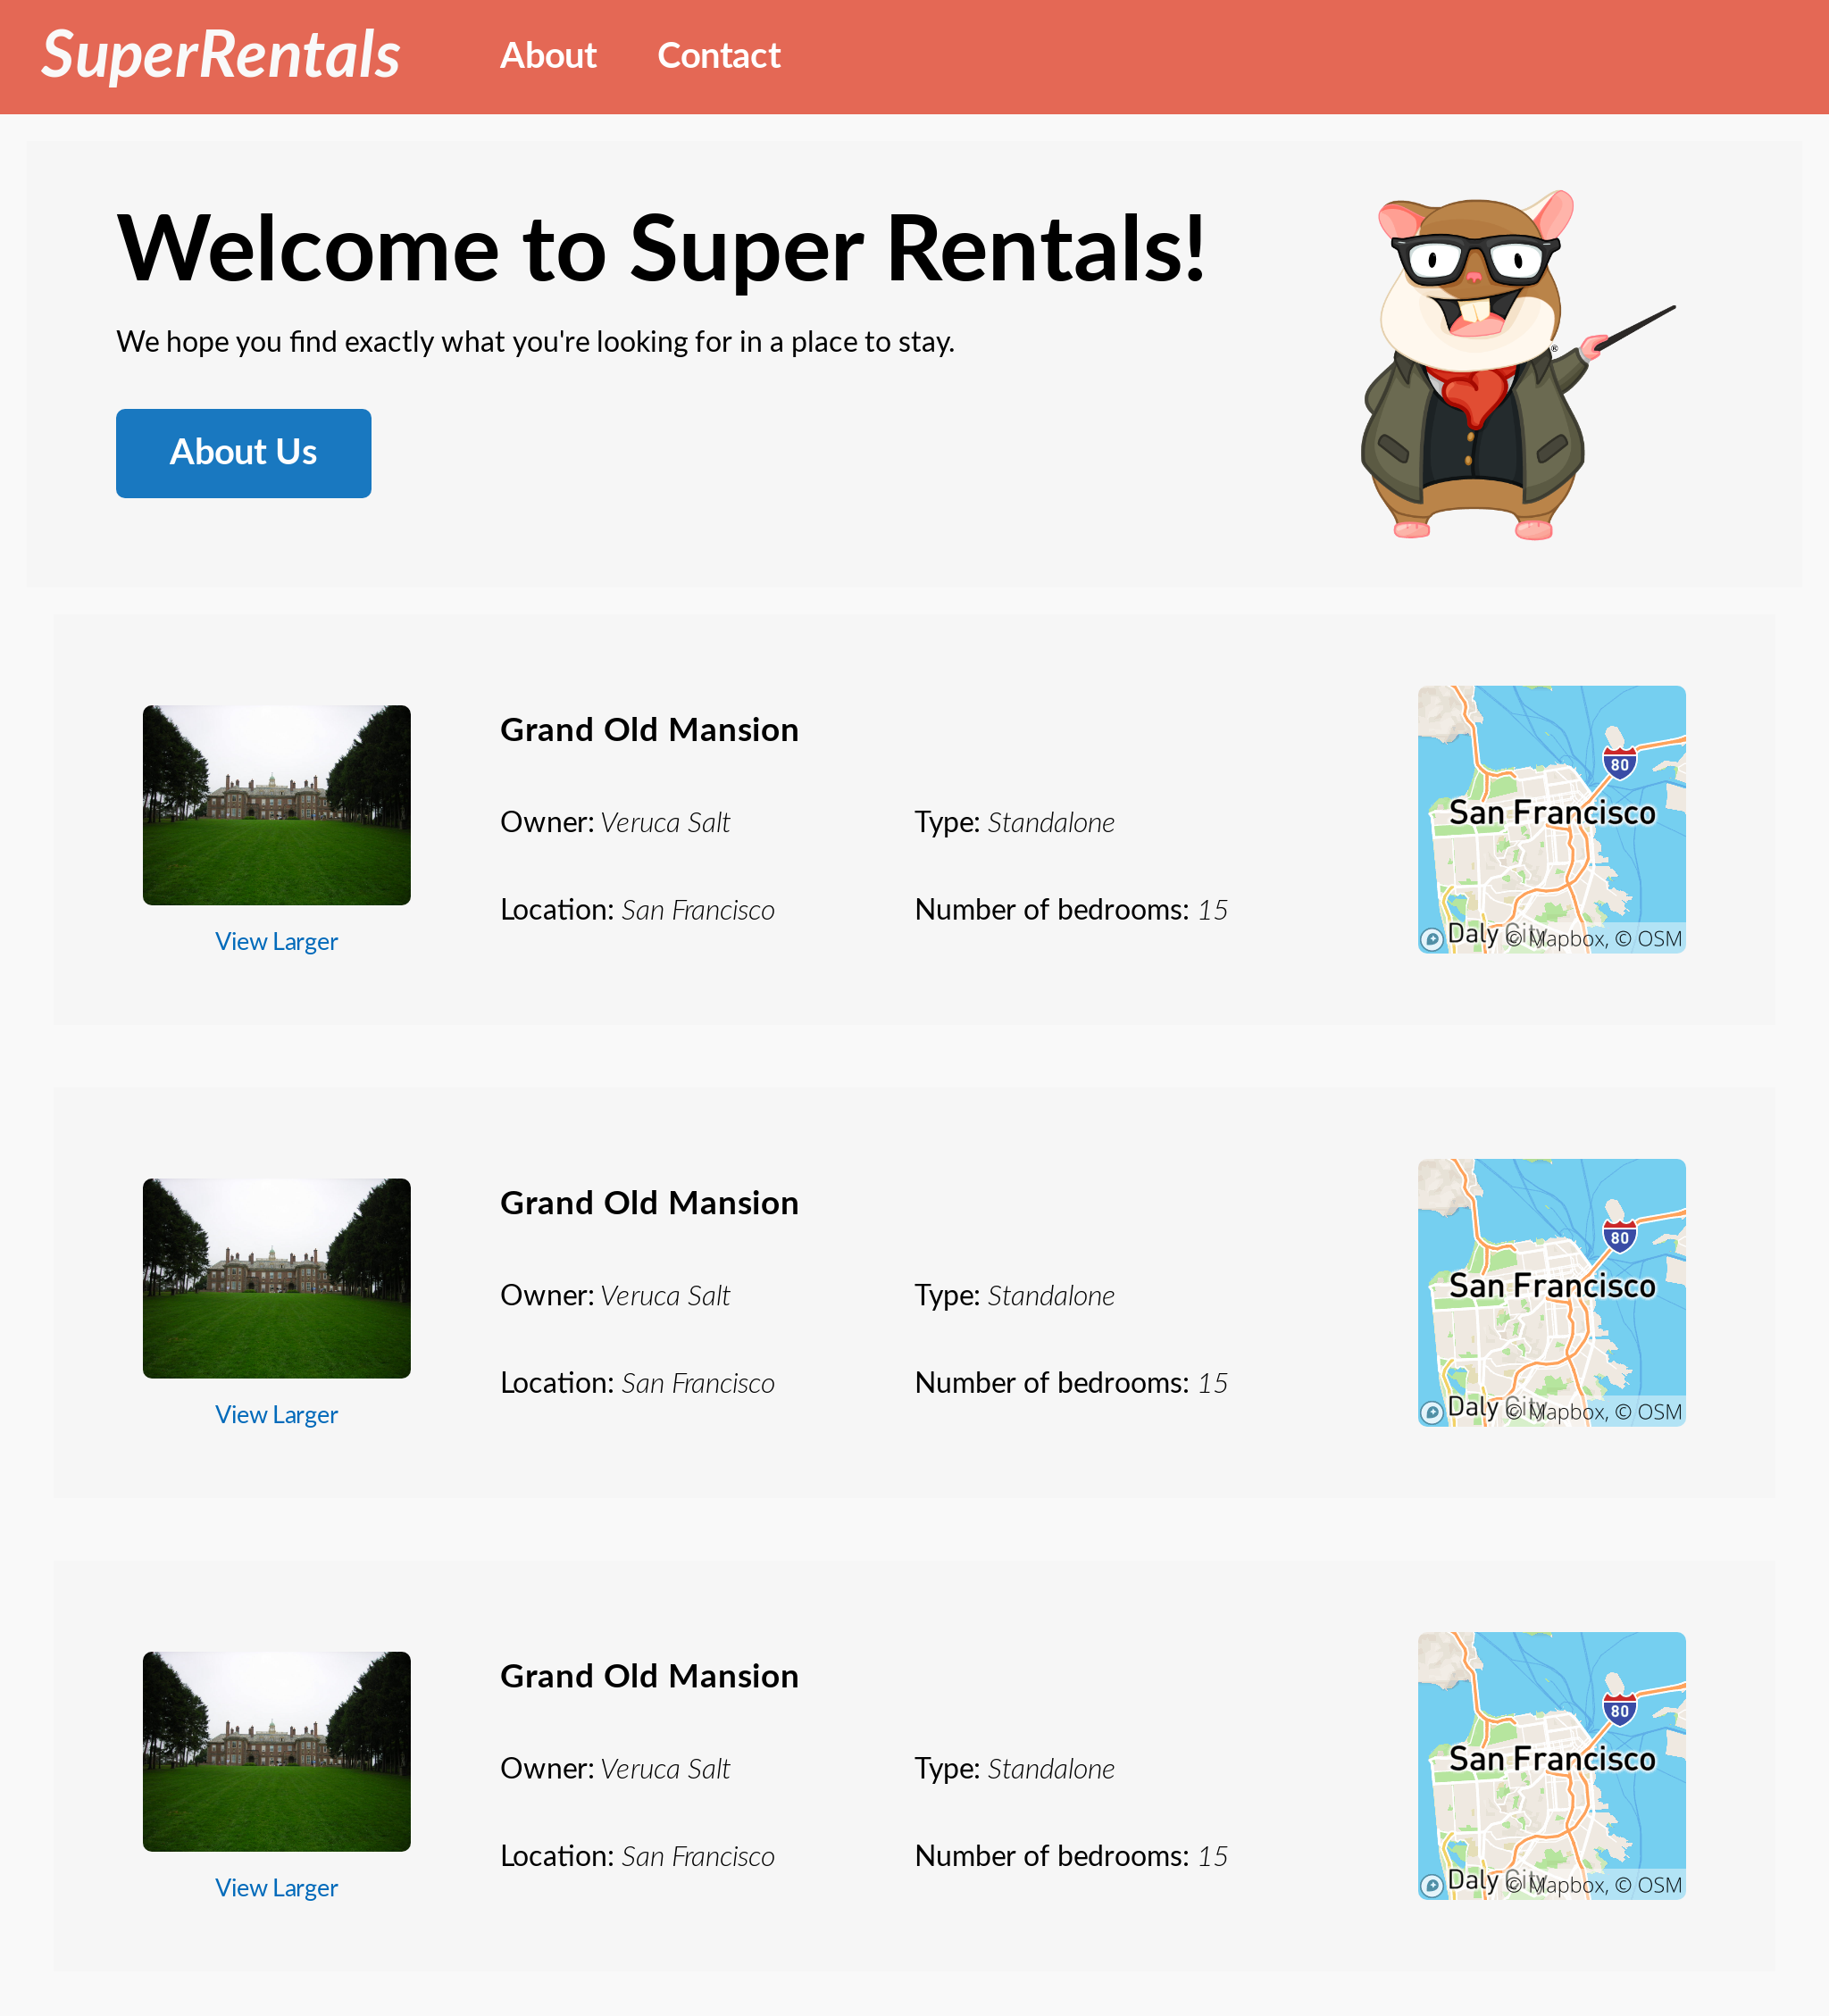 SuperRentals About Contact
Welcome to Super Rentals!
We hope you find exactly what you're looking for in a place to stay.
About Us
®
Grand Old Mansion
Owner: Veruca Salt Type: Standalone
Location: San Francisco Number of bedrooms: 15
View Larger
80
San Francisco
Daly City
© Mapbox, © OSM
Grand Old Mansion
Owner: Veruca Salt Type: Standalone
Location: San Francisco Number of bedrooms: 15
View Larger
80
San Francisco
Daly City
© Mapbox, © OSM
Grand Old Mansion
Owner: Veruca Salt Type: Standalone
Location: San Francisco Number of bedrooms: 15
View Larger
80
San Francisco
Daly City
© Mapbox, © OSM